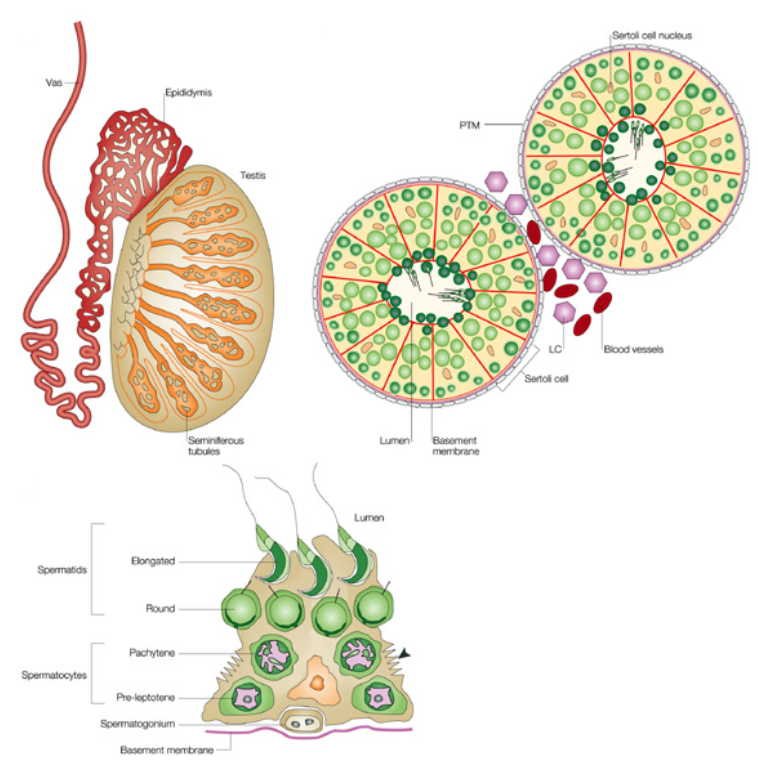 Sertoli cell nucleus
Vas
Epididymis
PTM
Testis
LC
Blood vessels
Sertoli cell
Seminiferous
tubules
Lumen
Basement
membrane
Lumen
Elongated
Spermatids
Round
Pachytene
Spermatocytes
Pre-leptotene
Spermatogonium
Basement membrane